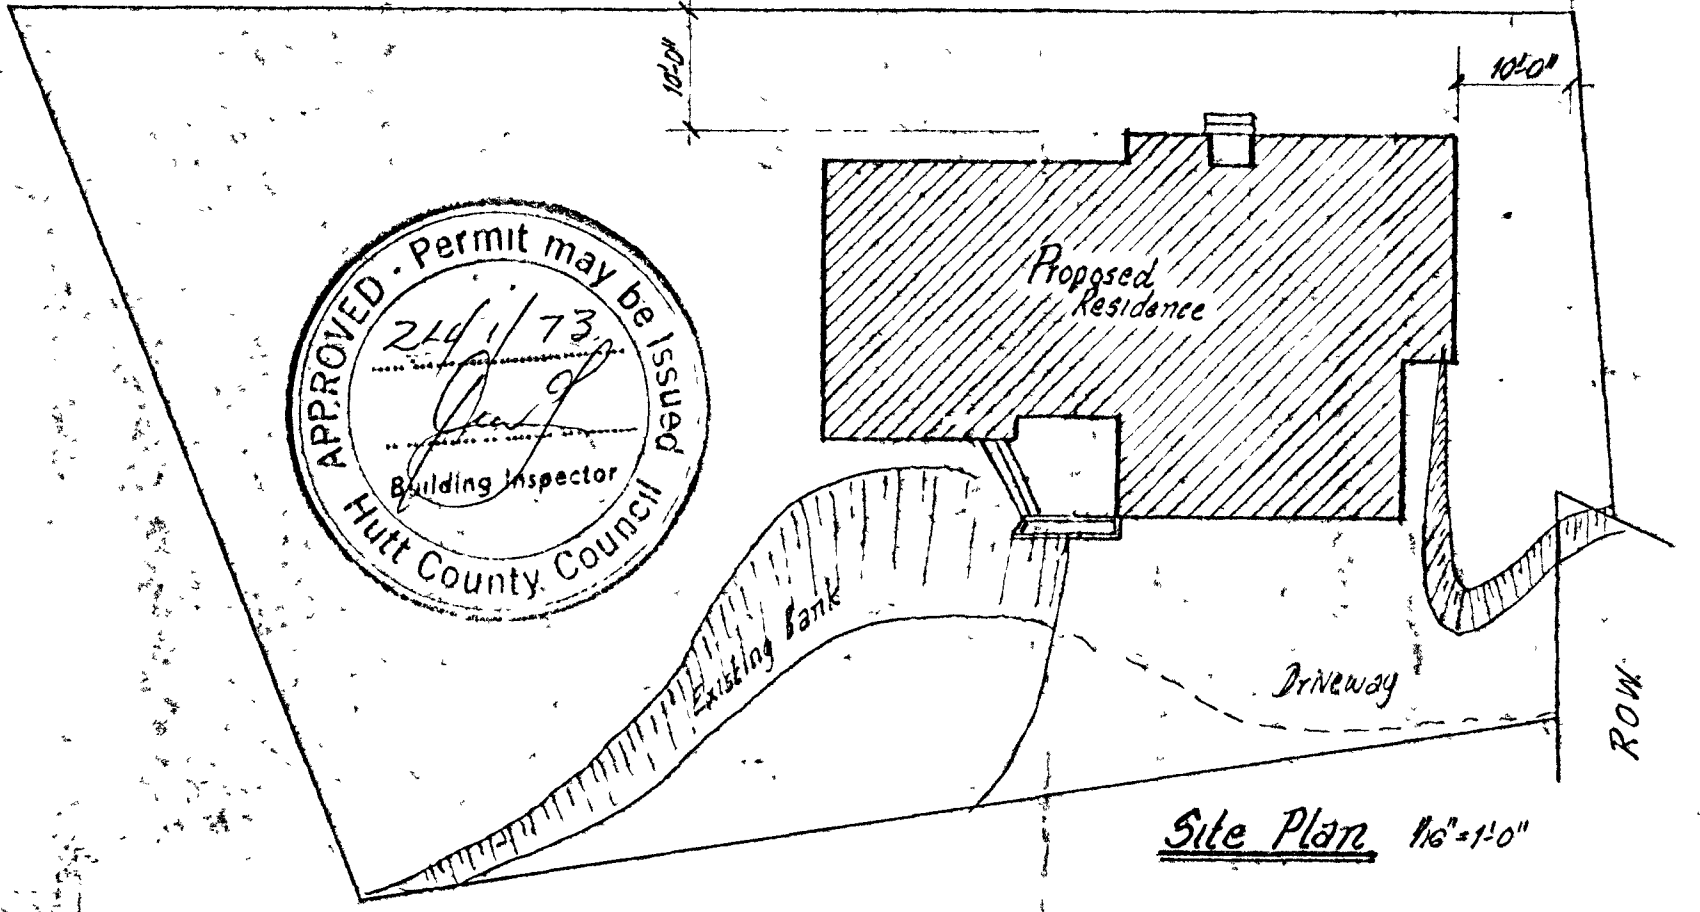 10'-0"
10'-0"
Proposed
Residence
APPROVED · Permit may be Issued
24/1/73
Building Inspector
Hutt County Council
Existing Bank
Driveway
ROW
Site Plan 1/16"=1'-0"